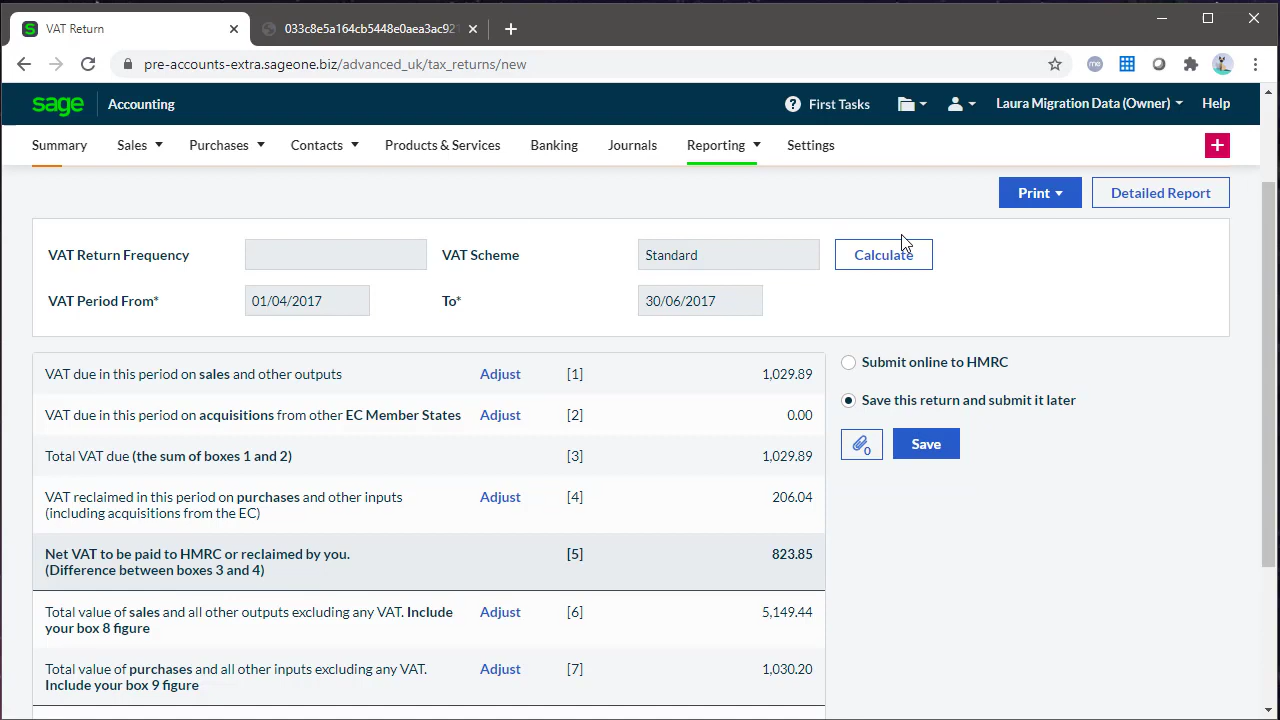 VAT Return
033c8e5a164cb5448e0aea3ac921
pre-accounts-extra.sageone.biz/advanced_uk/tax_returns/new
sage Accounting First Tasks Laura Migration Data (Owner) Help
Summary Sales Purchases Contacts Products & Services Banking Journals Reporting Settings
Print Detailed Report
VAT Return Frequency VAT Scheme Standard Calculate
VAT Period From* 01/04/2017 To* 30/06/2017
VAT due in this period on sales and other outputs Adjust [1] 1,029.89
VAT due in this period on acquisitions from other EC Member States Adjust [2] 0.00
Total VAT due (the sum of boxes 1 and 2) [3] 1,029.89
VAT reclaimed in this period on purchases and other inputs Adjust [4] 206.04
(including acquisitions from the EC)
Net VAT to be paid to HMRC or reclaimed by you. [5] 823.85
(Difference between boxes 3 and 4)
Total value of sales and all other outputs excluding any VAT. Include Adjust [6] 5,149.44
your box 8 figure
Total value of purchases and all other inputs excluding any VAT. Adjust [7] 1,030.20
Include your box 9 figure
Submit online to HMRC
Save this return and submit it later
0 Save